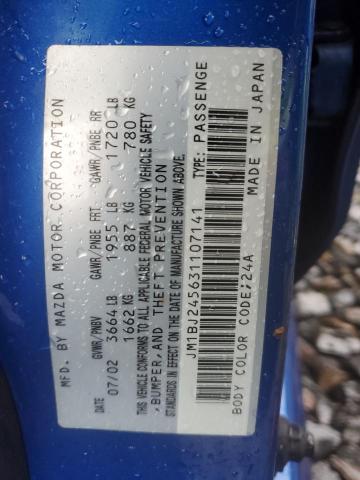 MFD. BY MAZDA MOTOR CORPORATION
DATE GVWR/PNBV GAWR/PNBE FRT. GAWR/PNBE RR
07/02 3664 LB 1955 LB 1720 LB
1662 KG 887 KG 780 KG
THIS VEHICLE CONFORMS TO ALL APPLICABLE FEDERAL MOTOR VEHICLE SAFETY
*BUMPER, AND THEFT PREVENTION
STANDARDS IN EFFECT ON THE DATE OF MANUFACTURE SHOWN ABOVE.
JM1BJ245631107141 TYPE: PASSENGE
MADE IN JAPAN
BODY COLOR CODE;24A